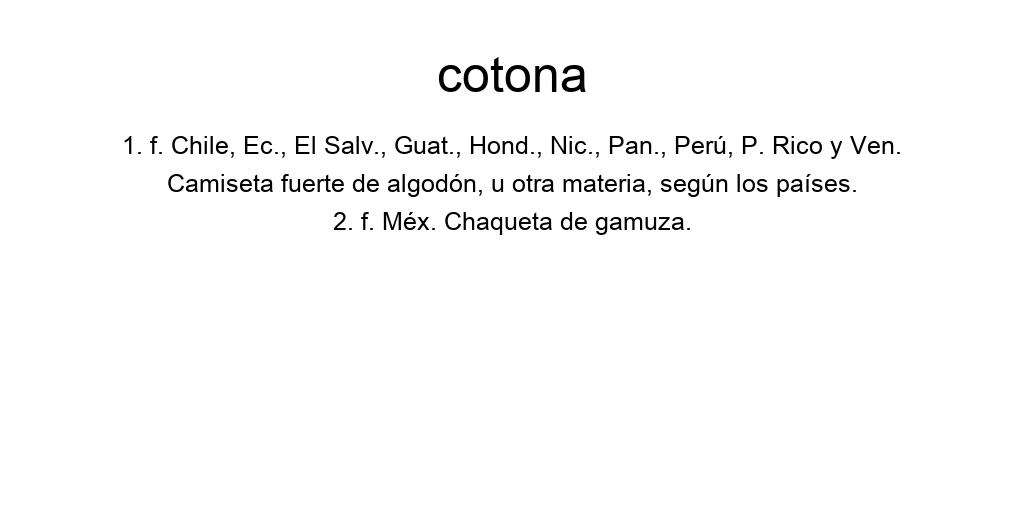 cotona
1. f. Chile, Ec., El Salv., Guat., Hond., Nic., Pan., Perú, P. Rico y Ven.
Camiseta fuerte de algodón, u otra materia, según los países.
2. f. Méx. Chaqueta de gamuza.